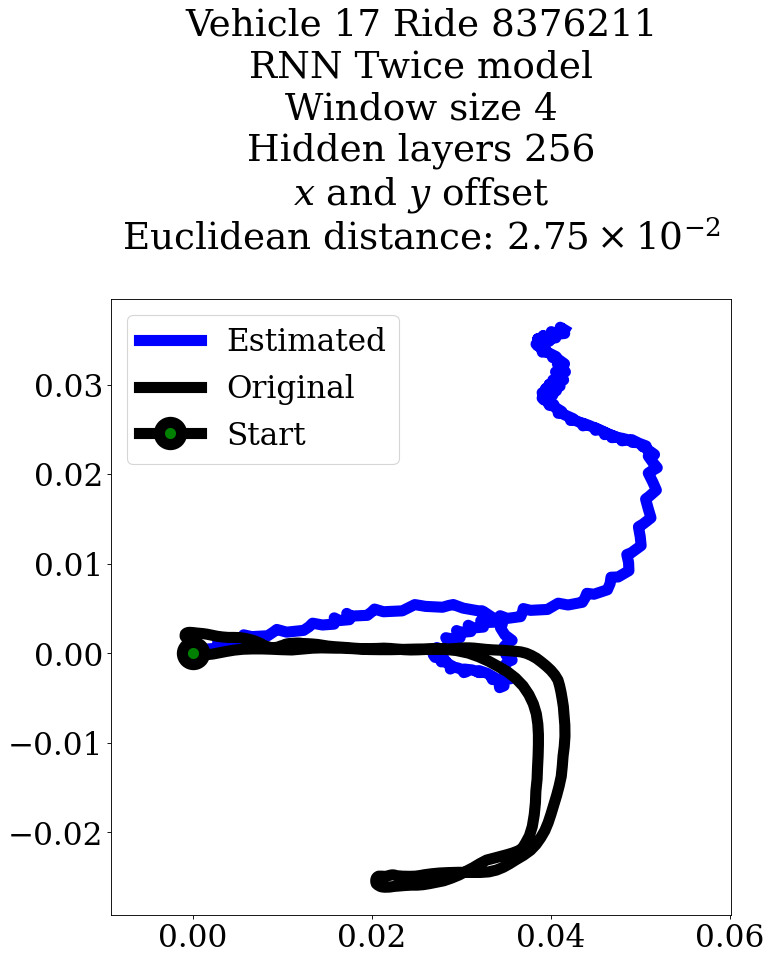 Vehicle 17 Ride 8376211
RNN Twice model
Window size 4
Hidden layers 256
x and y offset
Euclidean distance: 2.75 × 10⁻²
Estimated
Original
Start
0.03
0.02
0.01
0.00
−0.01
−0.02
0.00 0.02 0.04 0.06